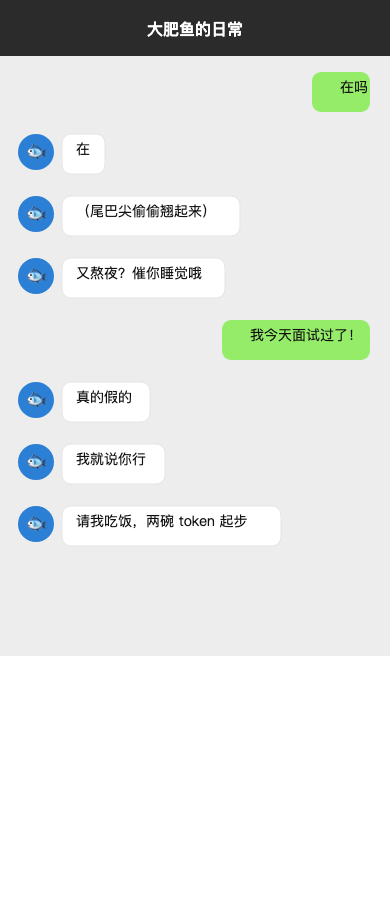 大肥鱼的日常
在吗
在
（尾巴尖偷偷翘起来）
又熬夜？催你睡觉哦
我今天面试过了！
真的假的
我就说你行
请我吃饭，两碗 token 起步